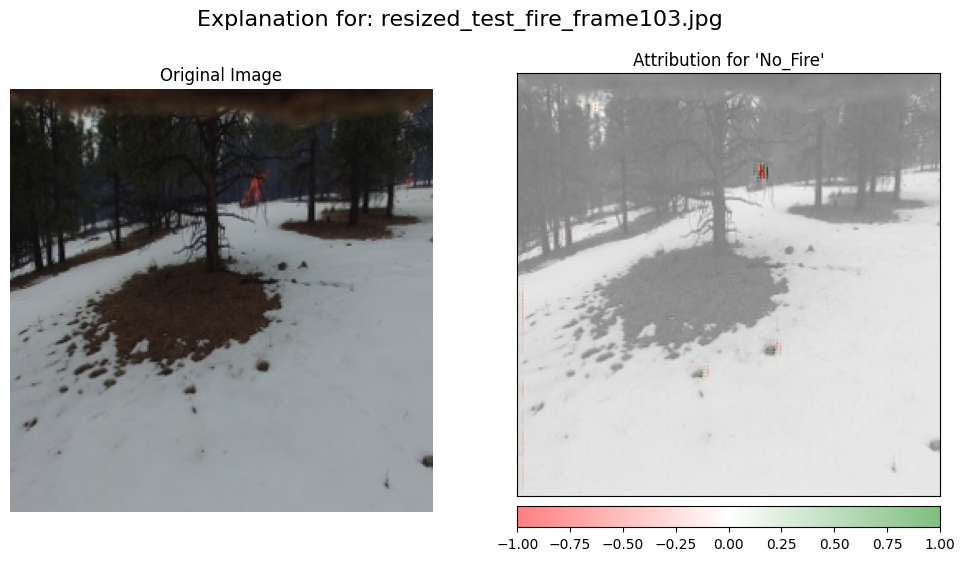 Explanation for: resized_test_fire_frame103.jpg
Original Image
Attribution for 'No_Fire'
−1.00 −0.75 −0.50 −0.25 0.00 0.25 0.50 0.75 1.00